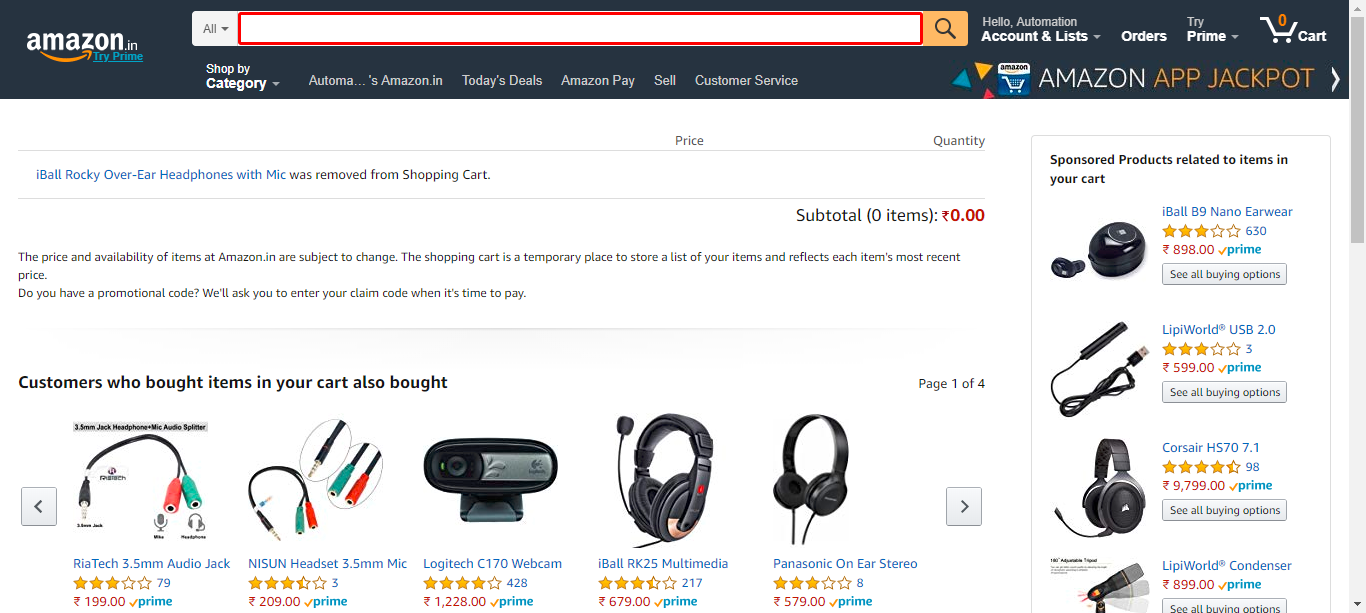 amazon.in
Try Prime
All
Hello, Automation
Account & Lists
Orders
Try
Prime
0
Cart
Shop by
Category
Automa... 's Amazon.in
Today's Deals
Amazon Pay
Sell
Customer Service
amazon
AMAZON APP JACKPOT
Price
Quantity
iBall Rocky Over-Ear Headphones with Mic was removed from Shopping Cart.
Subtotal (0 items): ₹0.00
The price and availability of items at Amazon.in are subject to change. The shopping cart is a temporary place to store a list of your items and reflects each item's most recent
price.
Do you have a promotional code? We'll ask you to enter your claim code when it's time to pay.
Customers who bought items in your cart also bought
Page 1 of 4
3.5mm Jack Headphone+Mic Audio Splitter
RIATECH
3.5mm Jack
Mike
Headphone
RiaTech 3.5mm Audio Jack
79
₹ 199.00 prime
NISUN Headset 3.5mm Mic
3
₹ 209.00 prime
Logitech C170 Webcam
428
₹ 1,228.00 prime
iBall RK25 Multimedia
217
₹ 679.00 prime
Panasonic On Ear Stereo
8
₹ 579.00 prime
Sponsored Products related to items in
your cart
iBall B9 Nano Earwear
630
₹ 898.00 prime
See all buying options
LipiWorld® USB 2.0
3
₹ 599.00 prime
See all buying options
Corsair HS70 7.1
98
₹ 9,799.00 prime
See all buying options
180° Adjustable Tripod
LipiWorld® Condenser
₹ 899.00 prime
See all buying options